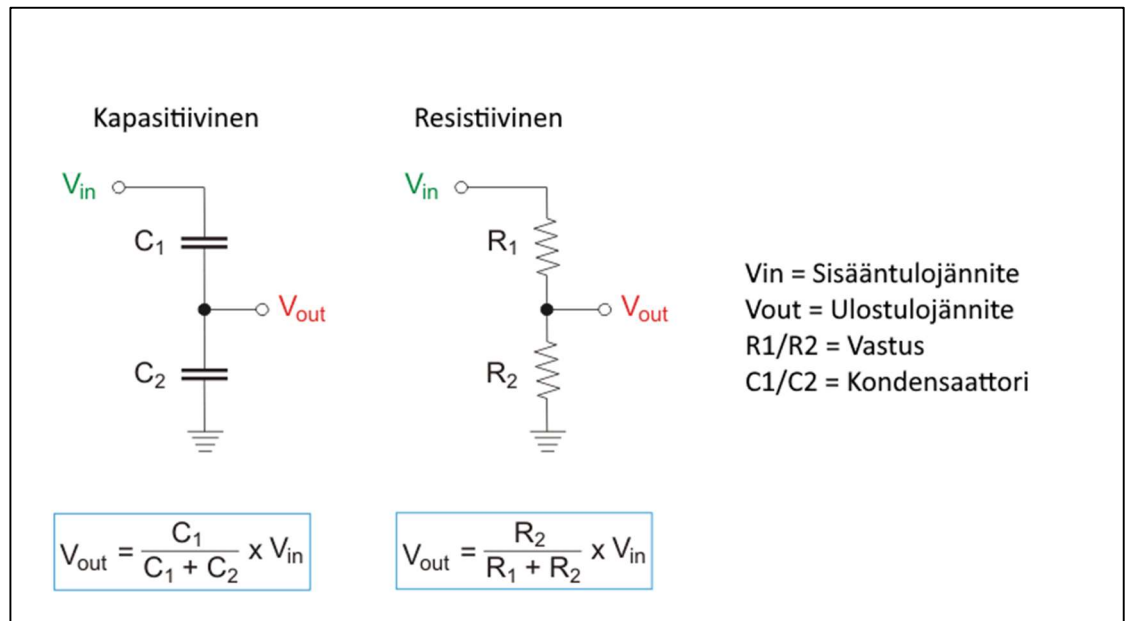 Kapasitiivinen
Vin
C1
Vout
C2
Vout = C1 / (C1 + C2) x Vin
Resistiivinen
Vin
R1
Vout
R2
Vout = R2 / (R1 + R2) x Vin
Vin = Sisääntulojännite
Vout = Ulostulojännite
R1/R2 = Vastus
C1/C2 = Kondensaattori